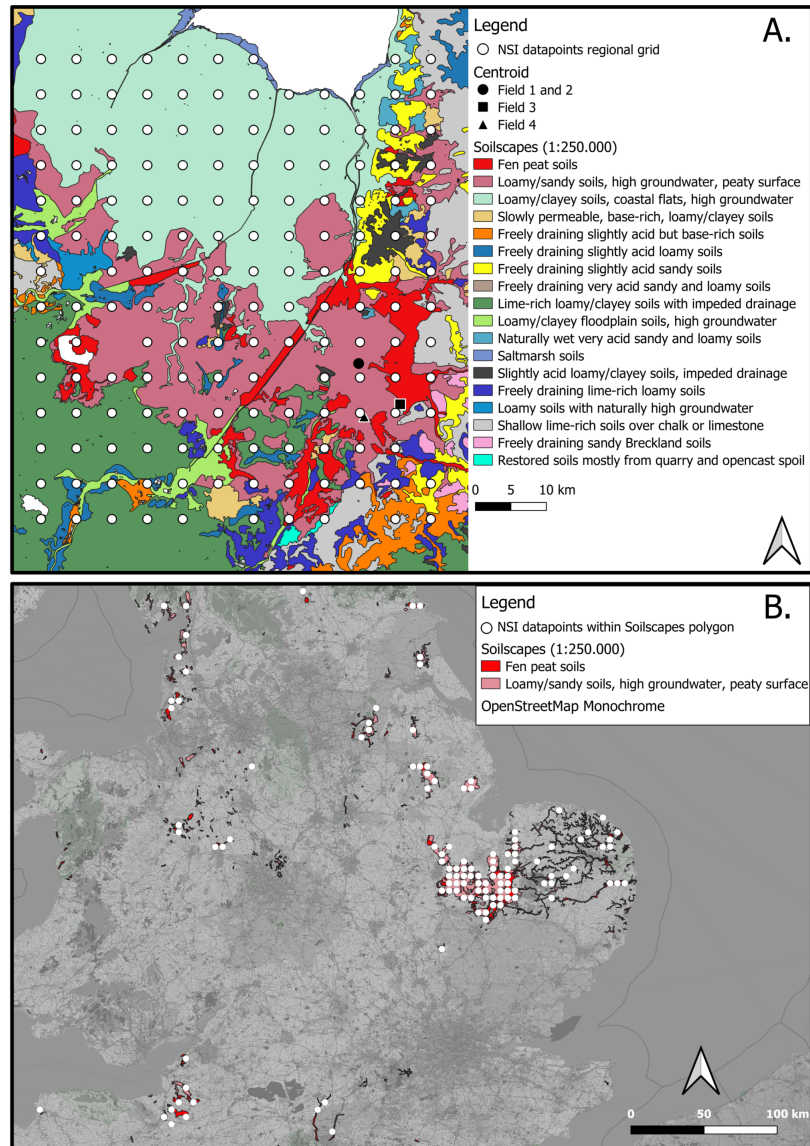 Legend
A.
NSI datapoints regional grid
Centroid
Field 1 and 2
Field 3
Field 4
Soilscapes (1:250.000)
Fen peat soils
Loamy/sandy soils, high groundwater, peaty surface
Loamy/clayey soils, coastal flats, high groundwater
Slowly permeable, base-rich, loamy/clayey soils
Freely draining slightly acid but base-rich soils
Freely draining slightly acid loamy soils
Freely draining slightly acid sandy soils
Freely draining very acid sandy and loamy soils
Lime-rich loamy/clayey soils with impeded drainage
Loamy/clayey floodplain soils, high groundwater
Naturally wet very acid sandy and loamy soils
Saltmarsh soils
Slightly acid loamy/clayey soils, impeded drainage
Freely draining lime-rich loamy soils
Loamy soils with naturally high groundwater
Shallow lime-rich soils over chalk or limestone
Freely draining sandy Breckland soils
Restored soils mostly from quarry and opencast spoil
0 5 10 km
Legend
B.
NSI datapoints within Soilscapes polygon
Soilscapes (1:250.000)
Fen peat soils
Loamy/sandy soils, high groundwater, peaty surface
OpenStreetMap Monochrome
0 50 100 km